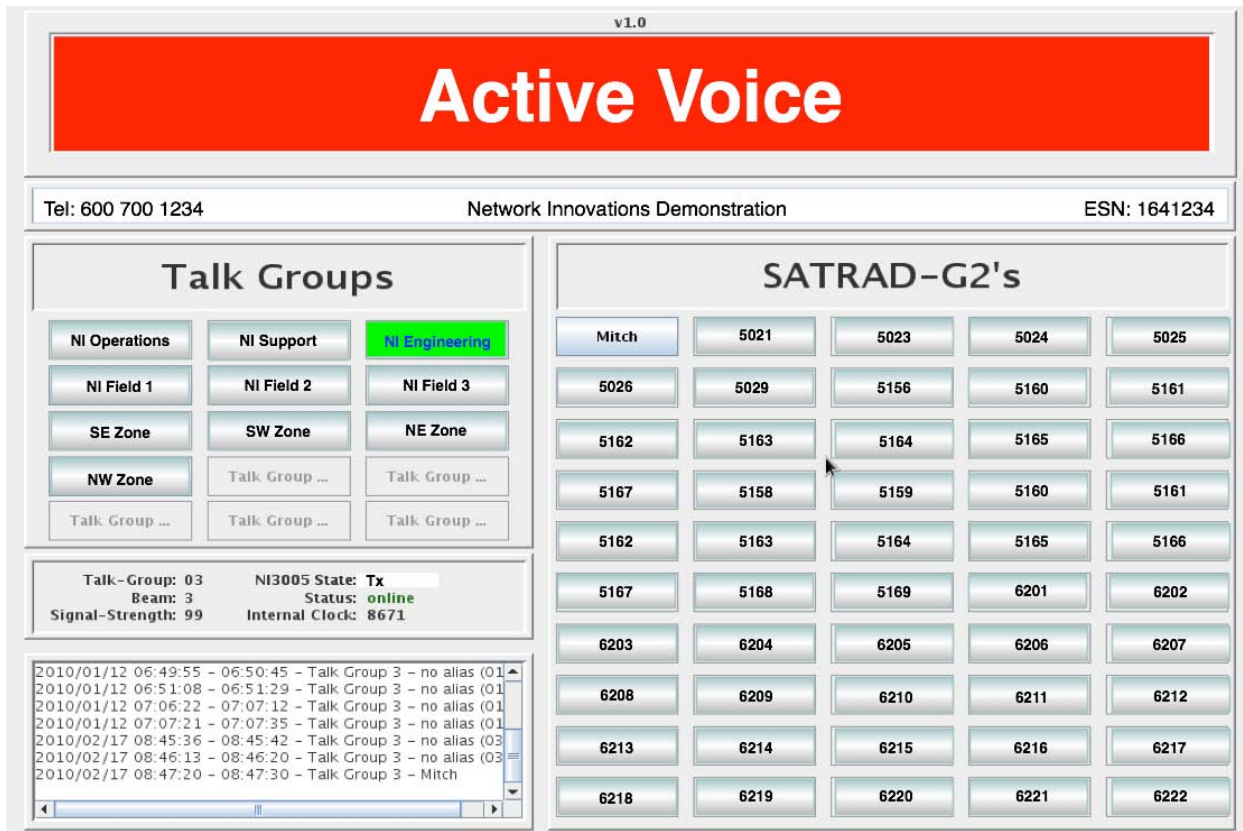 v1.0
Active Voice
Tel: 600 700 1234 Network Innovations Demonstration ESN: 1641234
Talk Groups
NI Operations NI Support NI Engineering
NI Field 1 NI Field 2 NI Field 3
SE Zone SW Zone NE Zone
NW Zone Talk Group ... Talk Group ...
Talk Group ... Talk Group ... Talk Group ...
Talk-Group: 03 NI3005 State: Tx
Beam: 3 Status: online
Signal-Strength: 99 Internal Clock: 8671
2010/01/12 06:49:55 - 06:50:45 - Talk Group 3 - no alias (01
2010/01/12 06:51:08 - 06:51:29 - Talk Group 3 - no alias (01
2010/01/12 07:06:22 - 07:07:12 - Talk Group 3 - no alias (01
2010/01/12 07:07:21 - 07:07:35 - Talk Group 3 - no alias (01
2010/02/17 08:45:36 - 08:45:42 - Talk Group 3 - no alias (03
2010/02/17 08:46:13 - 08:46:20 - Talk Group 3 - no alias (03
2010/02/17 08:47:20 - 08:47:30 - Talk Group 3 - Mitch
SATRAD-G2's
Mitch 5021 5023 5024 5025
5026 5029 5156 5160 5161
5162 5163 5164 5165 5166
5167 5158 5159 5160 5161
5162 5163 5164 5165 5166
5167 5168 5169 6201 6202
6203 6204 6205 6206 6207
6208 6209 6210 6211 6212
6213 6214 6215 6216 6217
6218 6219 6220 6221 6222